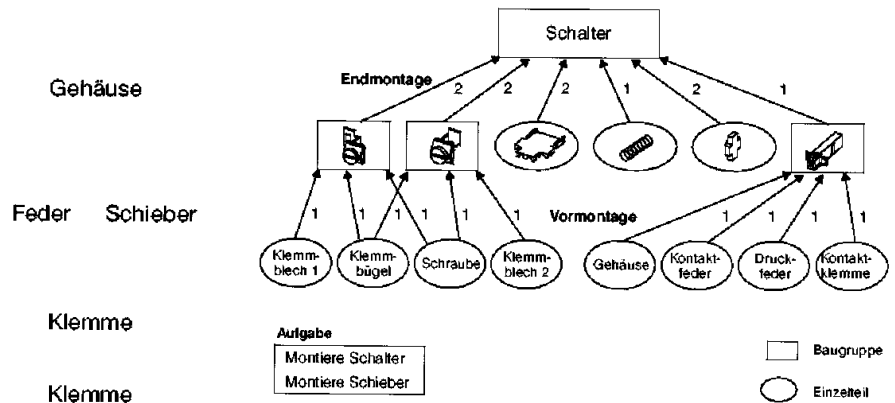 Schalter
Gehäuse
Endmontage
2 2 2 1 2 1
Feder Schieber
1 1 1 1 1 1
Vormontage
1 1 1 1
Klemm-
blech 1
Klemm-
bügel
Schraube
Klemm-
blech 2
Gehäuse
Kontakt-
feder
Druck-
feder
Kontakt-
klemme
Klemme
Aufgabe
Montiere Schalter
Montiere Schieber
Baugruppe
Einzelteil
Klemme